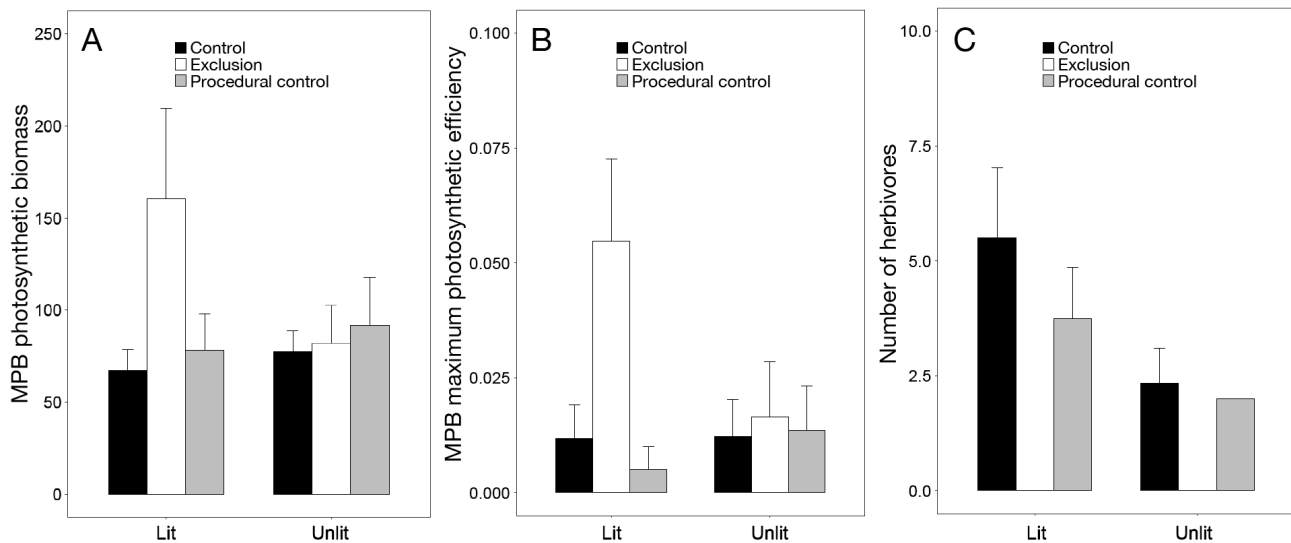 A
Control
Exclusion
Procedural control
MPB photosynthetic biomass
250
200
150
100
50
0
Lit
Unlit
B
Control
Exclusion
Procedural control
MPB maximum photosynthetic efficiency
0.100
0.075
0.050
0.025
0.000
Lit
Unlit
C
Control
Exclusion
Procedural control
Number of herbivores
10.0
7.5
5.0
2.5
0.0
Lit
Unlit